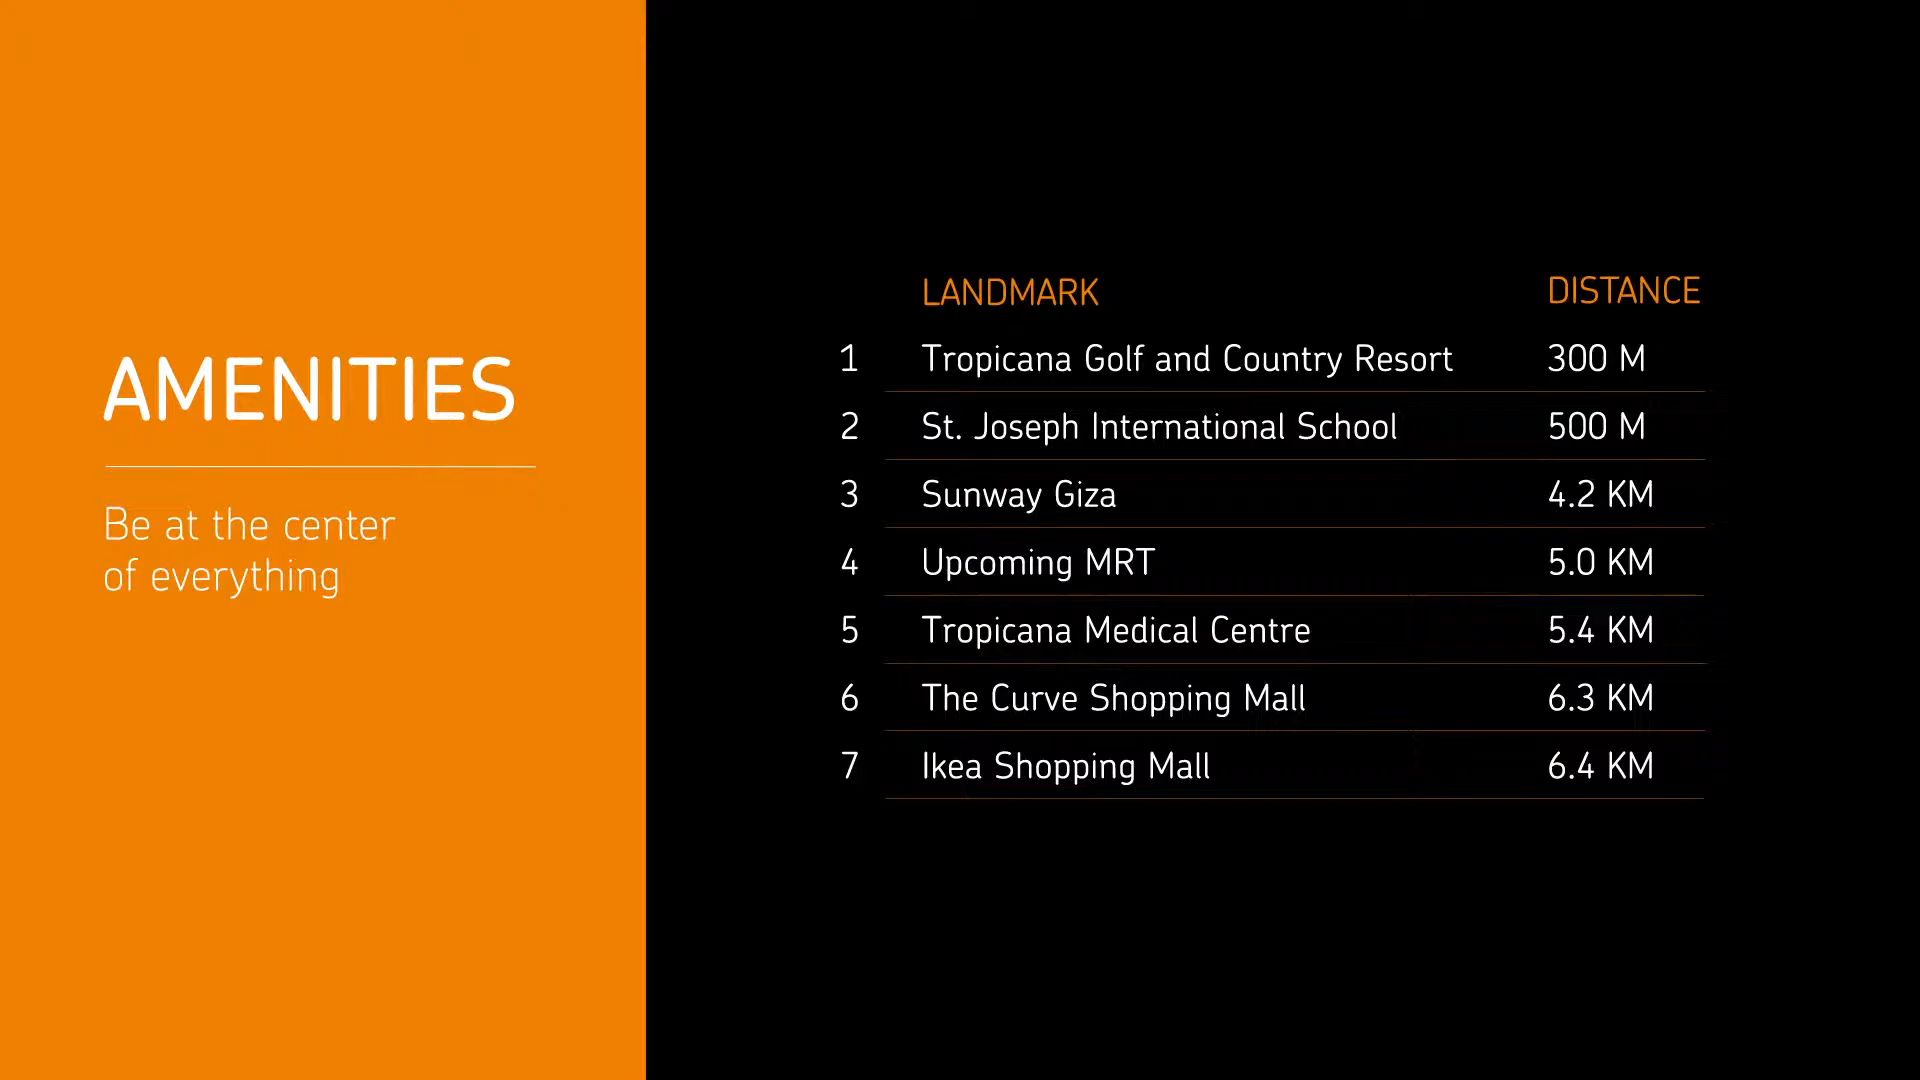 AMENITIES
Be at the center
of everything
LANDMARK DISTANCE
1 Tropicana Golf and Country Resort 300 M
2 St. Joseph International School 500 M
3 Sunway Giza 4.2 KM
4 Upcoming MRT 5.0 KM
5 Tropicana Medical Centre 5.4 KM
6 The Curve Shopping Mall 6.3 KM
7 Ikea Shopping Mall 6.4 KM